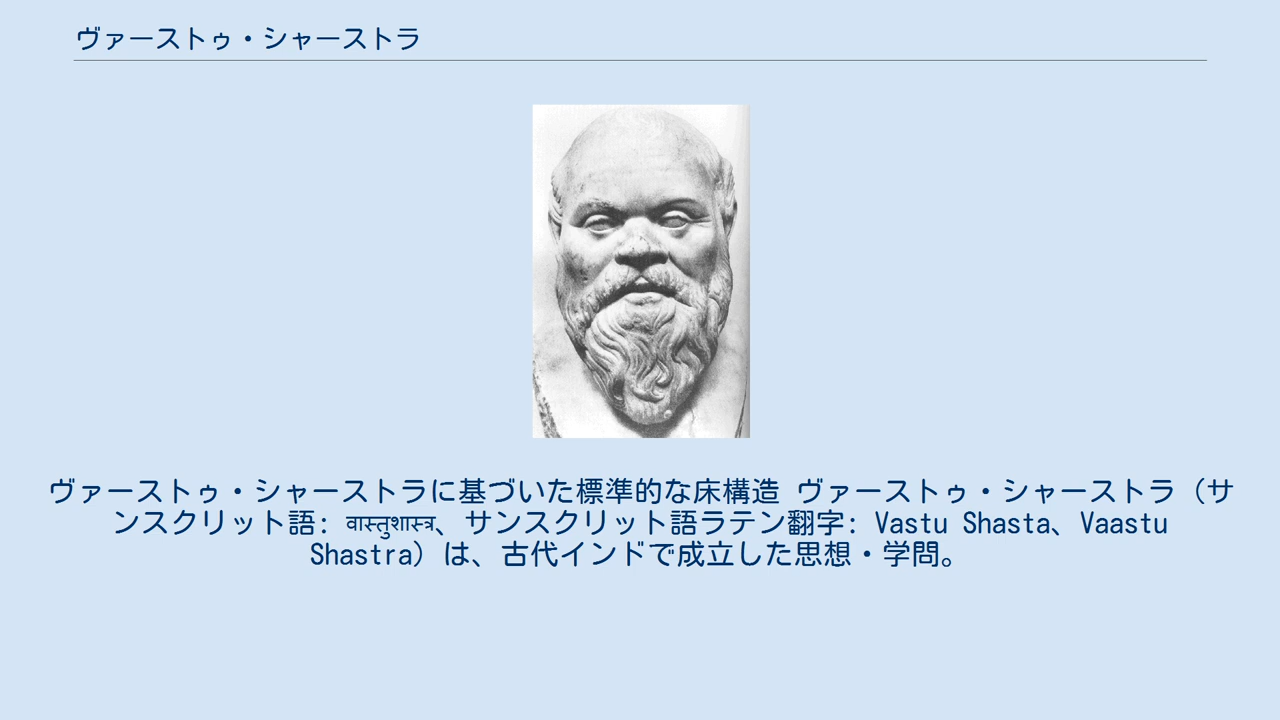 ヴァーストゥ・シャーストラ
ヴァーストゥ・シャーストラに基づいた標準的な床構造 ヴァーストゥ・シャーストラ（サ
ンスクリット語: वास्तुशास्त्र、サンスクリット語ラテン翻字: Vastu Shasta、Vaastu
Shastra）は、古代インドで成立した思想・学問。